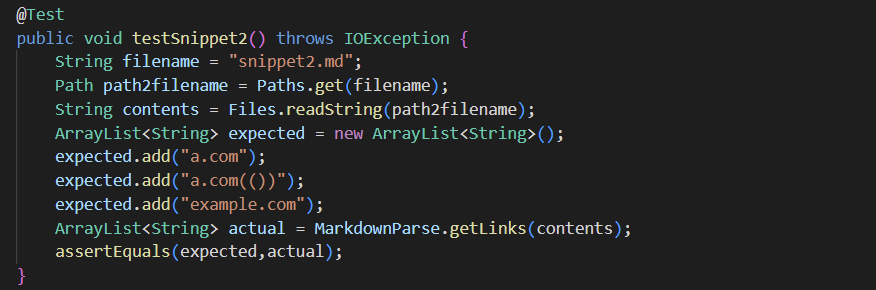 @Test
public void testSnippet2() throws IOException {
    String filename = "snippet2.md";
    Path path2filename = Paths.get(filename);
    String contents = Files.readString(path2filename);
    ArrayList<String> expected = new ArrayList<String>();
    expected.add("a.com");
    expected.add("a.com(())");
    expected.add("example.com");
    ArrayList<String> actual = MarkdownParse.getLinks(contents);
    assertEquals(expected,actual);
}